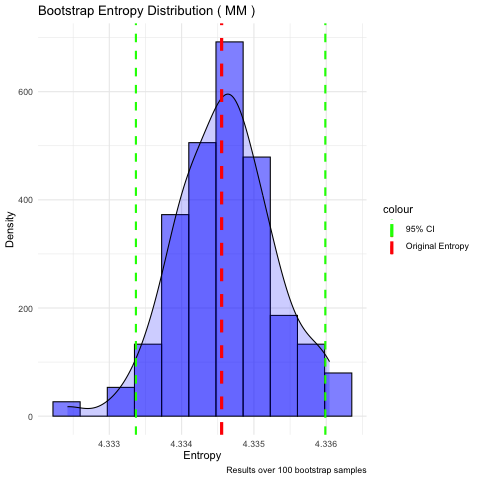 Bootstrap Entropy Distribution ( MM )
600
400
200
0
Density
4.333
4.334
4.335
4.336
Entropy
colour
95% CI
Original Entropy
Results over 100 bootstrap samples